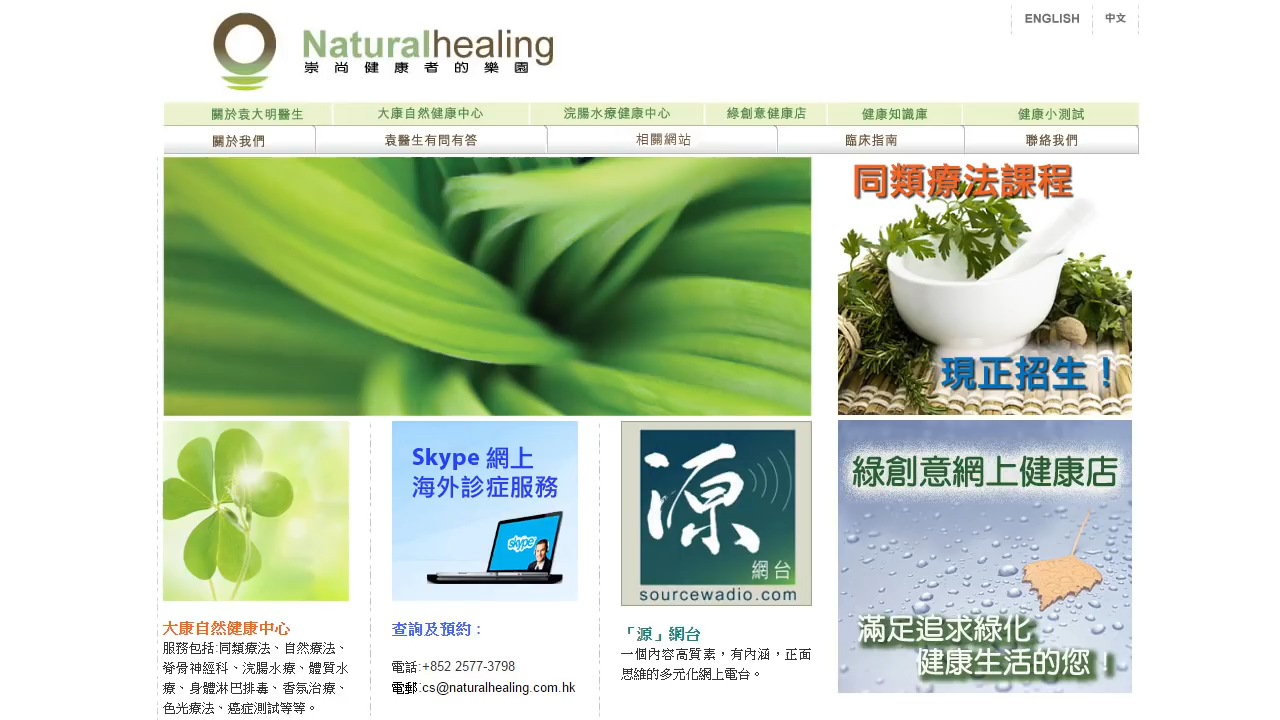 ENGLISH 中文
Naturalhealing
崇尚健康者的樂園
關於袁大明醫生 大康自然健康中心 浣腸水療健康中心 綠創意健康店 健康知識庫 健康小測試
關於我們 袁醫生有問有答 相關網站 臨床指南 聯絡我們
同類療法課程
現正招生！
Skype 網上
海外診症服務
skype
源
網台
sourcewadio.com
綠創意網上健康店
滿足追求綠化
健康生活的您！
大康自然健康中心
服務包括:同類療法、自然療法、
脊骨神經科、浣腸水療、體質水
療、身體淋巴排毒、香氛治療、
色光療法、癌症測試等等。
查詢及預約：
電話:+852 2577-3798
電郵:cs@naturalhealing.com.hk
「源」網台
一個內容高質素，有內涵，正面
思維的多元化網上電台。